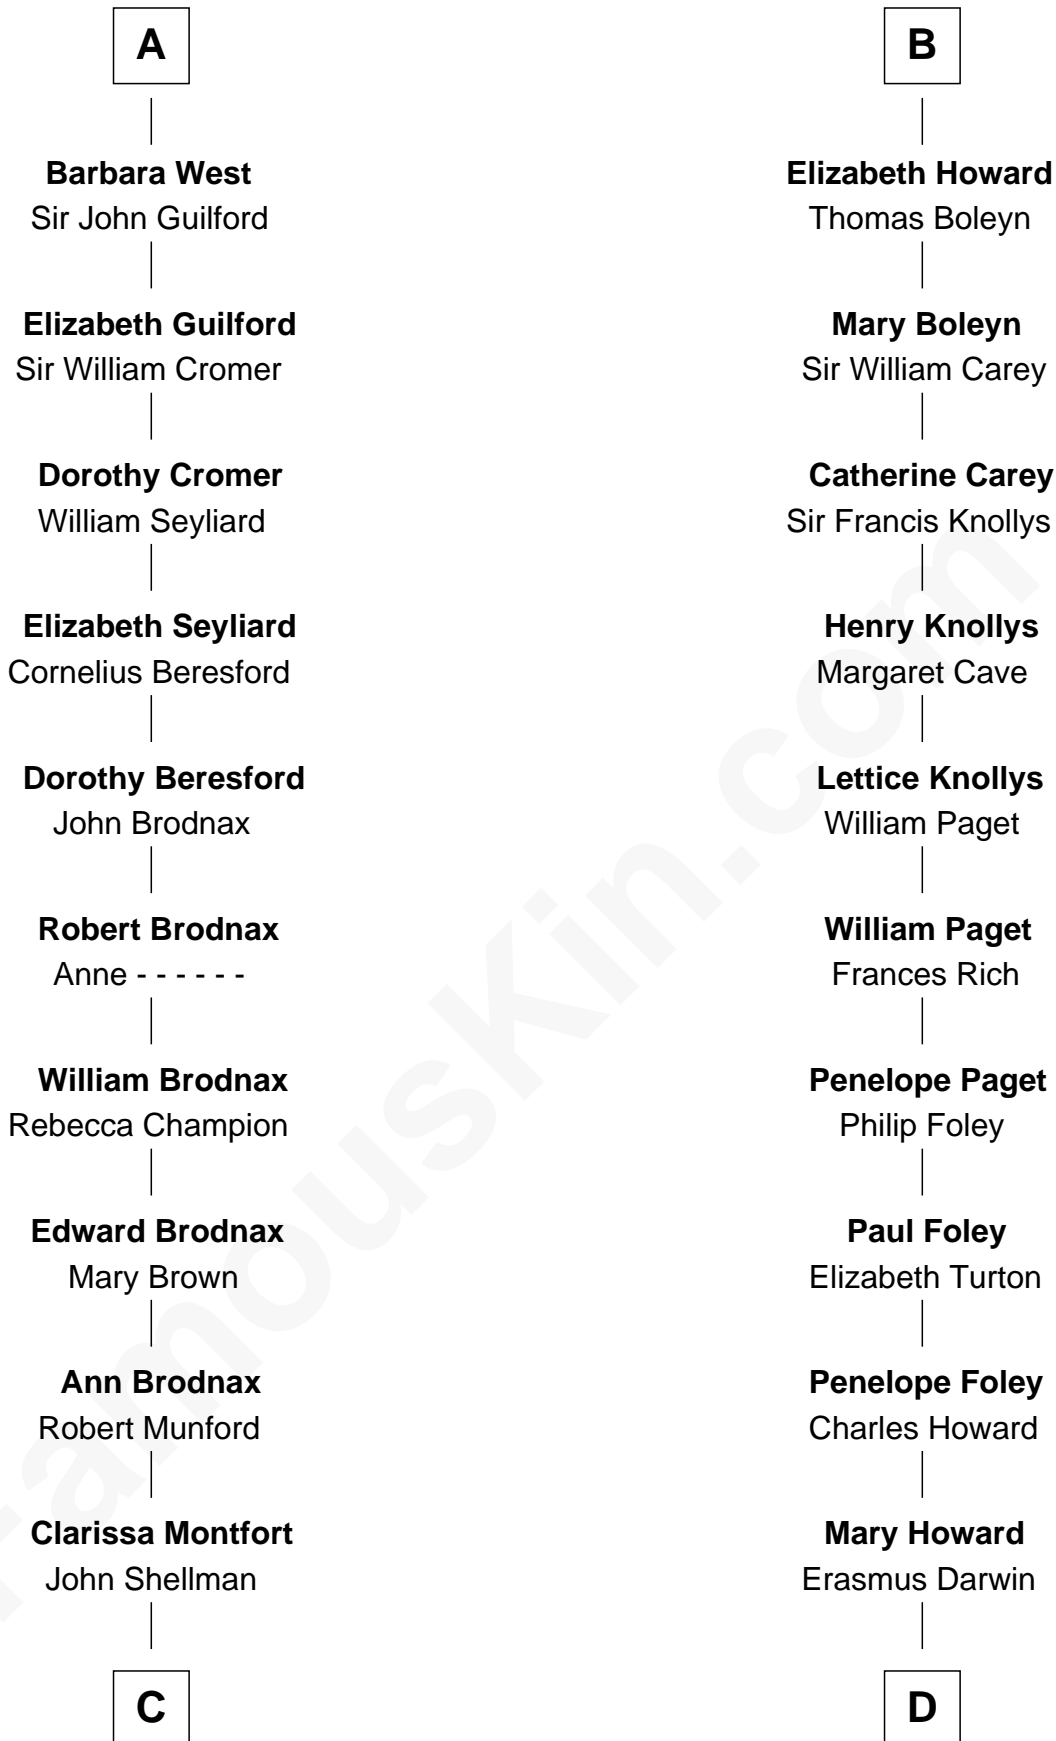 A
Barbara West
Sir John Guilford
Elizabeth Guilford
Sir William Cromer
Dorothy Cromer
William Seyliard
Elizabeth Seyliard
Cornelius Beresford
Dorothy Beresford
John Brodnax
Robert Brodnax
Anne - - - - - -
William Brodnax
Rebecca Champion
Edward Brodnax
Mary Brown
Ann Brodnax
Robert Munford
Clarissa Montfort
John Shellman
C
B
Elizabeth Howard
Thomas Boleyn
Mary Boleyn
Sir William Carey
Catherine Carey
Sir Francis Knollys
Henry Knollys
Margaret Cave
Lettice Knollys
William Paget
William Paget
Frances Rich
Penelope Paget
Philip Foley
Paul Foley
Elizabeth Turton
Penelope Foley
Charles Howard
Mary Howard
Erasmus Darwin
D
FamousKin.com